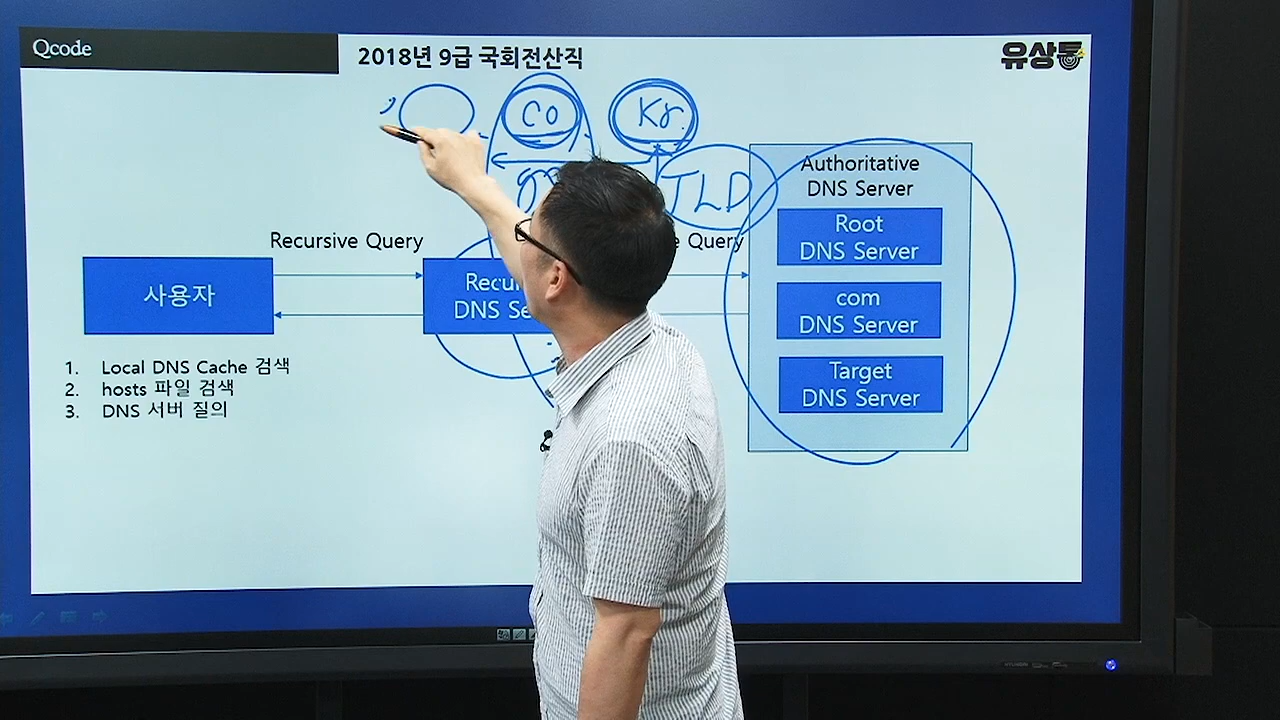 Qcode
2018년 9급 국회전산직
유상통
co
Kr.
TLD
Authoritative
DNS Server
Root
DNS Server
com
DNS Server
Target
DNS Server
Recursive Query
Query
사용자
DNS
1. Local DNS Cache 검색
2. hosts 파일 검색
3. DNS 서버 질의